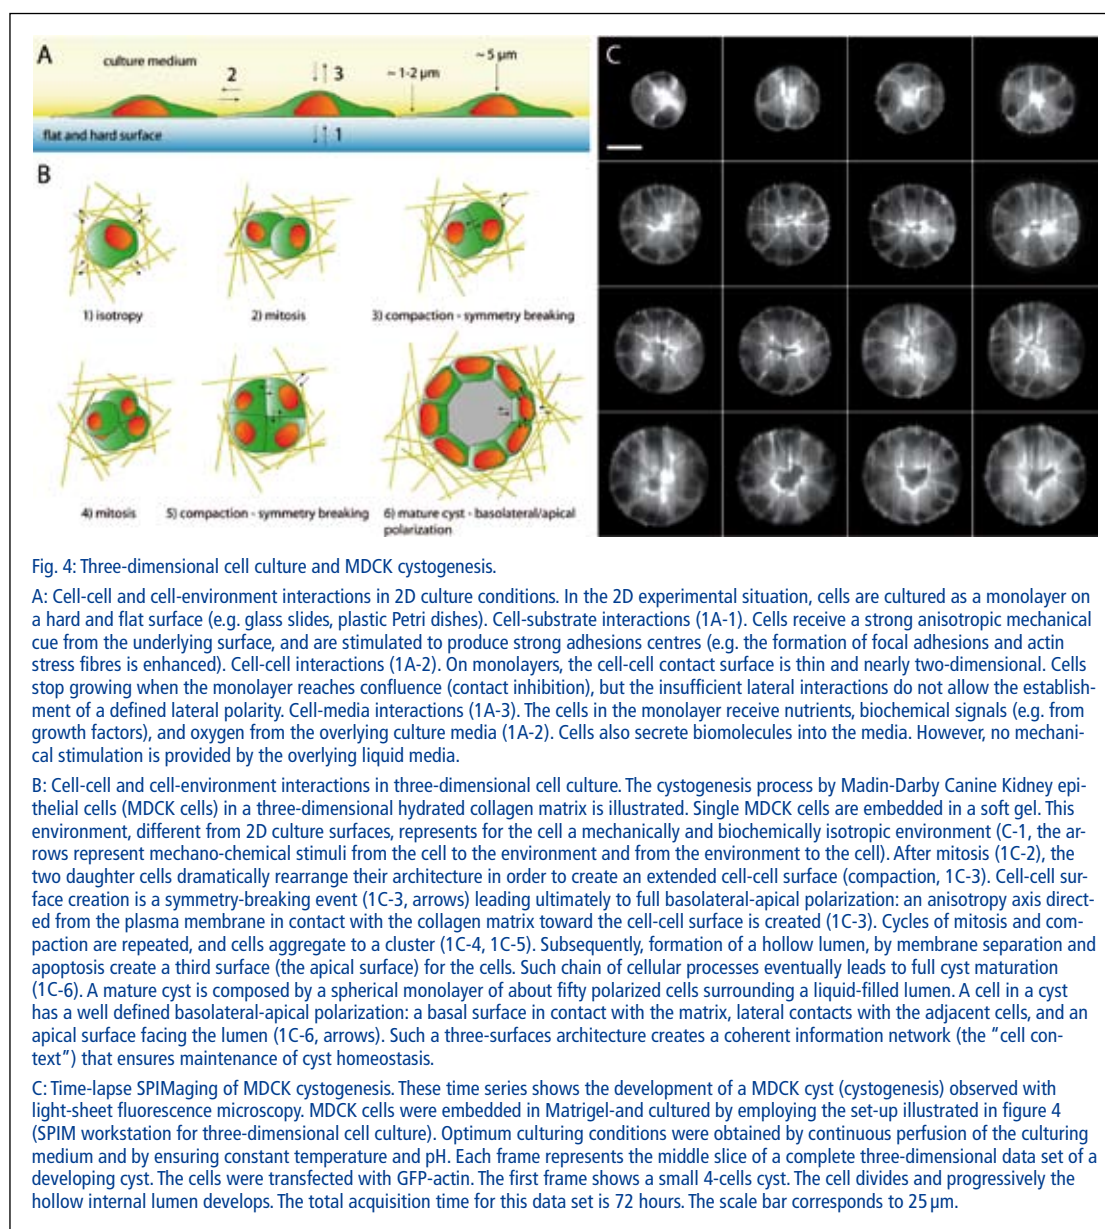 A
culture medium
2
3
~ 1-2 µm
~ 5 µm
flat and hard surface
1
B
1) isotropy
2) mitosis
3) compaction - symmetry breaking
4) mitosis
5) compaction - symmetry breaking
6) mature cyst - basolateral/apical
polarization
C
Fig. 4: Three-dimensional cell culture and MDCK cystogenesis.
A: Cell-cell and cell-environment interactions in 2D culture conditions. In the 2D experimental situation, cells are cultured as a monolayer on
a hard and flat surface (e.g. glass slides, plastic Petri dishes). Cell-substrate interactions (1A-1). Cells receive a strong anisotropic mechanical
cue from the underlying surface, and are stimulated to produce strong adhesions centres (e.g. the formation of focal adhesions and actin
stress fibres is enhanced). Cell-cell interactions (1A-2). On monolayers, the cell-cell contact surface is thin and nearly two-dimensional. Cells
stop growing when the monolayer reaches confluence (contact inhibition), but the insufficient lateral interactions do not allow the establish-
ment of a defined lateral polarity. Cell-media interactions (1A-3). The cells in the monolayer receive nutrients, biochemical signals (e.g. from
growth factors), and oxygen from the overlying culture media (1A-2). Cells also secrete biomolecules into the media. However, no mechani-
cal stimulation is provided by the overlying liquid media.
B: Cell-cell and cell-environment interactions in three-dimensional cell culture. The cystogenesis process by Madin-Darby Canine Kidney epi-
thelial cells (MDCK cells) in a three-dimensional hydrated collagen matrix is illustrated. Single MDCK cells are embedded in a soft gel. This
environment, different from 2D culture surfaces, represents for the cell a mechanically and biochemically isotropic environment (C-1, the ar-
rows represent mechano-chemical stimuli from the cell to the environment and from the environment to the cell). After mitosis (1C-2), the
two daughter cells dramatically rearrange their architecture in order to create an extended cell-cell surface (compaction, 1C-3). Cell-cell sur-
face creation is a symmetry-breaking event (1C-3, arrows) leading ultimately to full basolateral-apical polarization: an anisotropy axis direct-
ed from the plasma membrane in contact with the collagen matrix toward the cell-cell surface is created (1C-3). Cycles of mitosis and com-
paction are repeated, and cells aggregate to a cluster (1C-4, 1C-5). Subsequently, formation of a hollow lumen, by membrane separation and
apoptosis create a third surface (the apical surface) for the cells. Such chain of cellular processes eventually leads to full cyst maturation
(1C-6). A mature cyst is composed by a spherical monolayer of about fifty polarized cells surrounding a liquid-filled lumen. A cell in a cyst
has a well defined basolateral-apical polarization: a basal surface in contact with the matrix, lateral contacts with the adjacent cells, and an
apical surface facing the lumen (1C-6, arrows). Such a three-surfaces architecture creates a coherent information network (the "cell con-
text") that ensures maintenance of cyst homeostasis.
C: Time-lapse SPIMaging of MDCK cystogenesis. These time series shows the development of a MDCK cyst (cystogenesis) observed with
light-sheet fluorescence microscopy. MDCK cells were embedded in Matrigel-and cultured by employing the set-up illustrated in figure 4
(SPIM workstation for three-dimensional cell culture). Optimum culturing conditions were obtained by continuous perfusion of the culturing
medium and by ensuring constant temperature and pH. Each frame represents the middle slice of a complete three-dimensional data set of a
developing cyst. The cells were transfected with GFP-actin. The first frame shows a small 4-cells cyst. The cell divides and progressively the
hollow internal lumen develops. The total acquisition time for this data set is 72 hours. The scale bar corresponds to 25 µm.